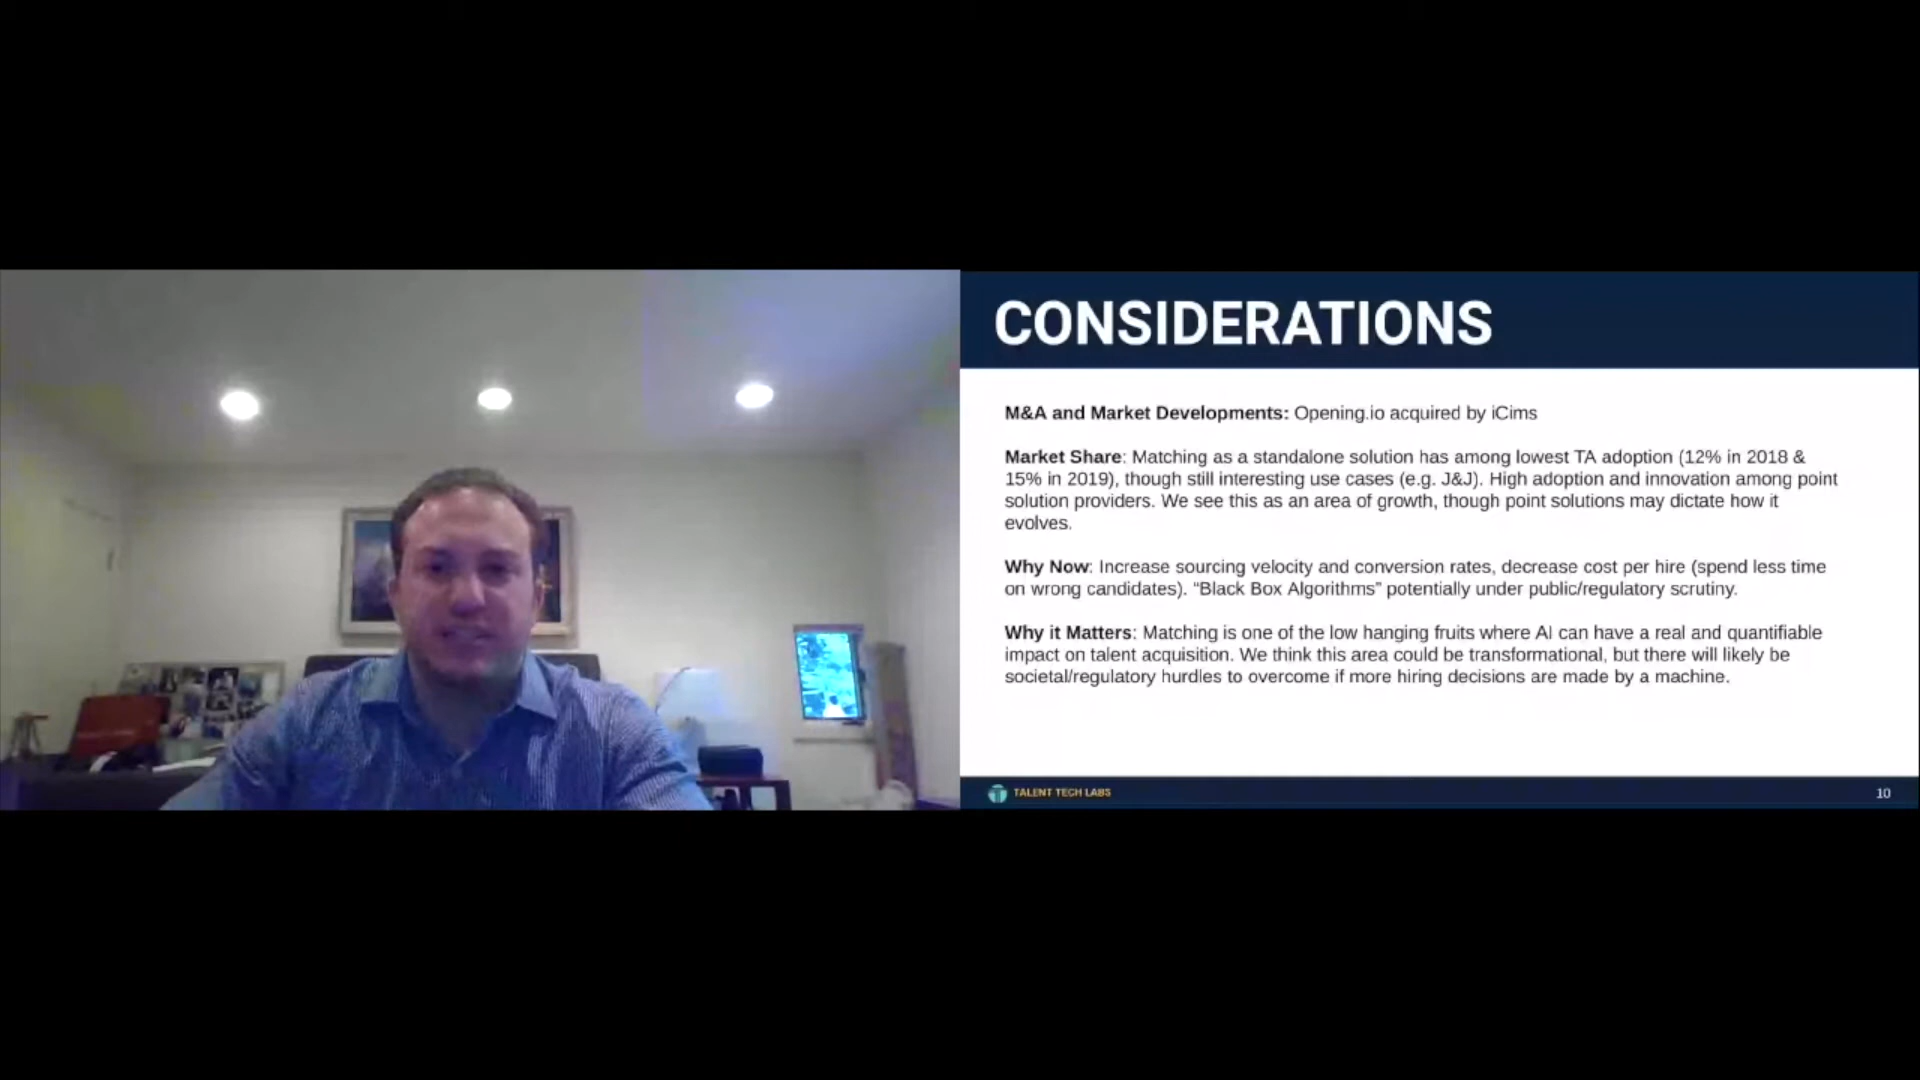 CONSIDERATIONS
M&A and Market Developments: Opening.io acquired by iCims
Market Share: Matching as a standalone solution has among lowest TA adoption (12% in 2018 &
15% in 2019), though still interesting use cases (e.g. J&J). High adoption and innovation among point
solution providers. We see this as an area of growth, though point solutions may dictate how it
evolves.
Why Now: Increase sourcing velocity and conversion rates, decrease cost per hire (spend less time
on wrong candidates). “Black Box Algorithms” potentially under public/regulatory scrutiny.
Why it Matters: Matching is one of the low hanging fruits where AI can have a real and quantifiable
impact on talent acquisition. We think this area could be transformational, but there will likely be
societal/regulatory hurdles to overcome if more hiring decisions are made by a machine.
TALENT TECH LABS
10